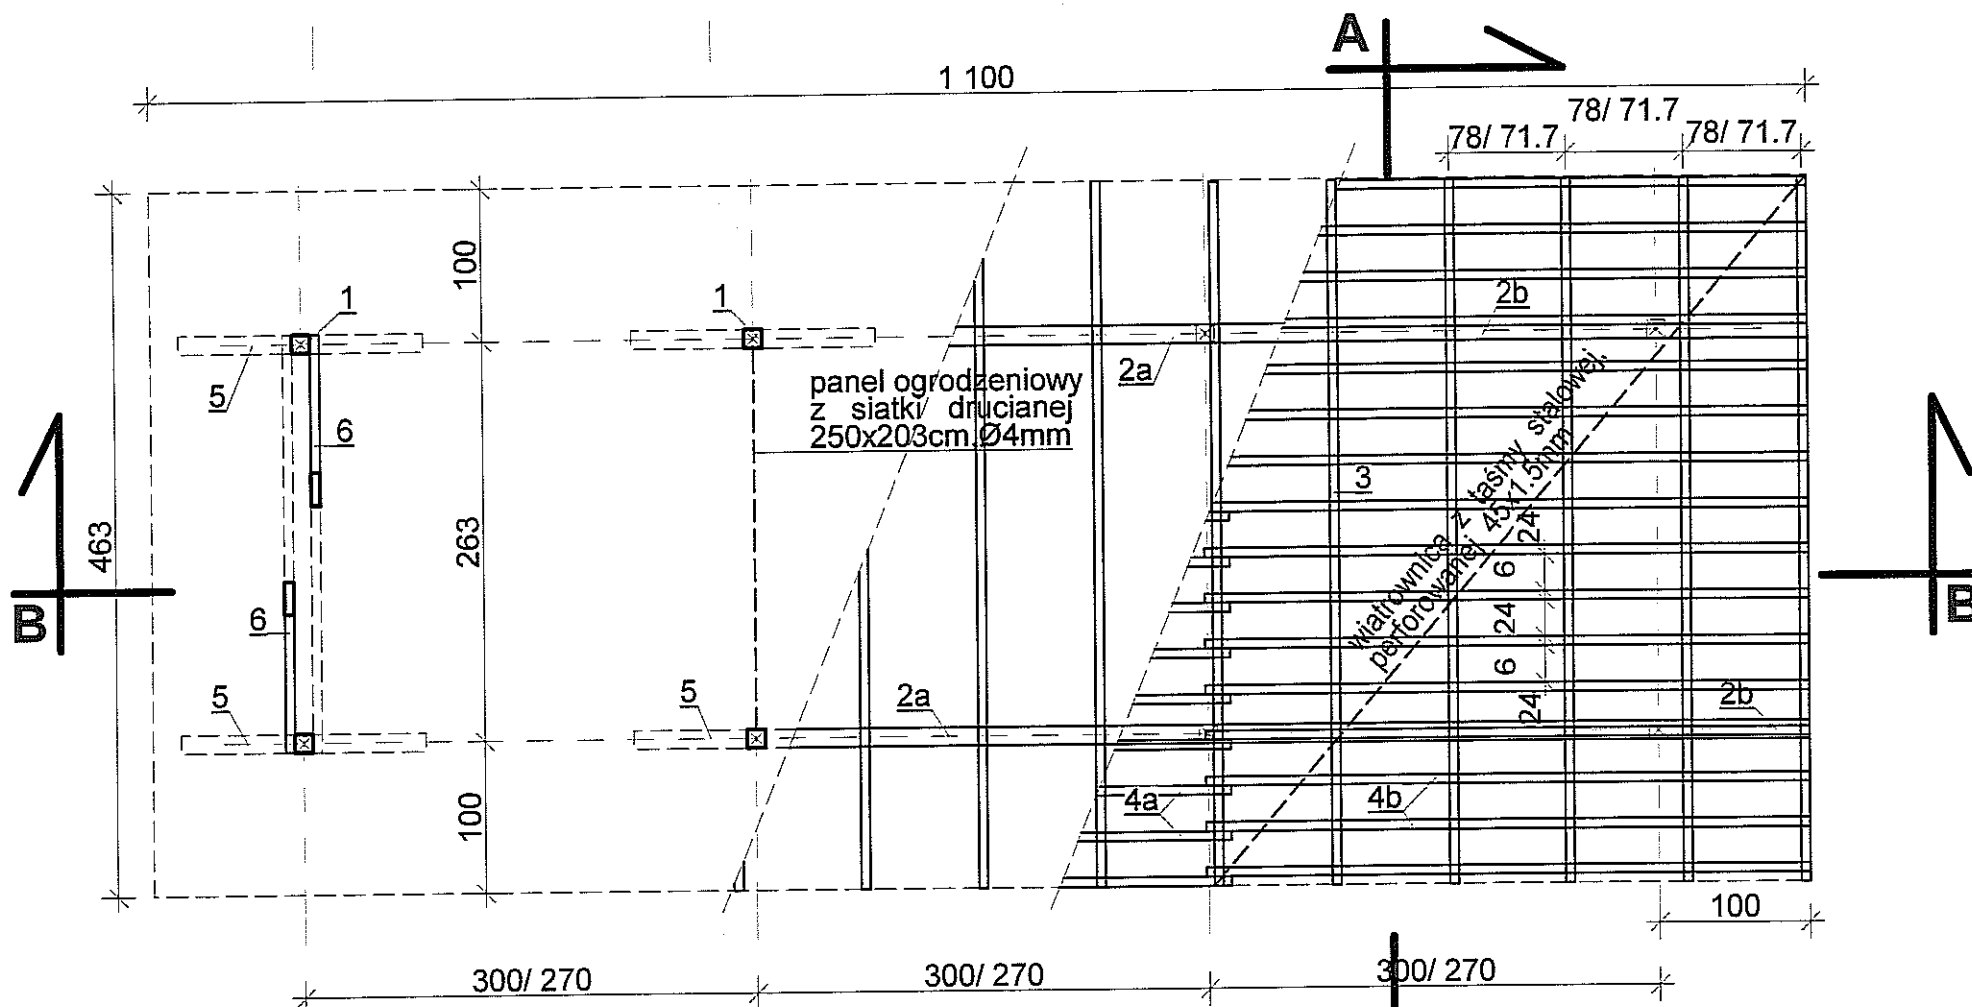 A
1 100
78/ 71.7
78/ 71.7
78/ 71.7
100
1
1
2b
5
2a
panel ogrodzeniowy
z siatki drucianej
250x203cm.Ø4mm
6
3
wiatrownica z taśmy stalowej,
perforowanej 45x1.5mm
463
263
24
6
24
6
24
B
B
6
5
5
2a
2b
100
4a
4b
100
300/ 270
300/ 270
300/ 270